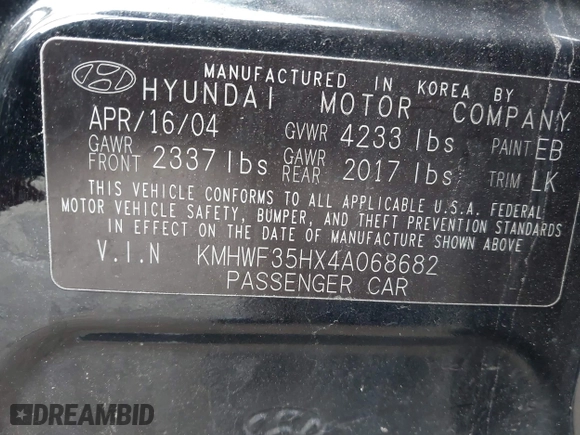 MANUFACTURED IN KOREA BY
HYUNDAI MOTOR COMPANY
APR/16/04 GVWR 4233 lbs PAINT EB
GAWR FRONT 2337 lbs GAWR REAR 2017 lbs TRIM LK
THIS VEHICLE CONFORMS TO ALL APPLICABLE U.S.A. FEDERAL
MOTOR VEHICLE SAFETY, BUMPER, AND THEFT PREVENTION STANDARDS
IN EFFECT ON THE DATE OF MANUFACTURE SHOWN ABOVE
V.I.N KMHWF35HX4A068682
PASSENGER CAR
DREAMBID